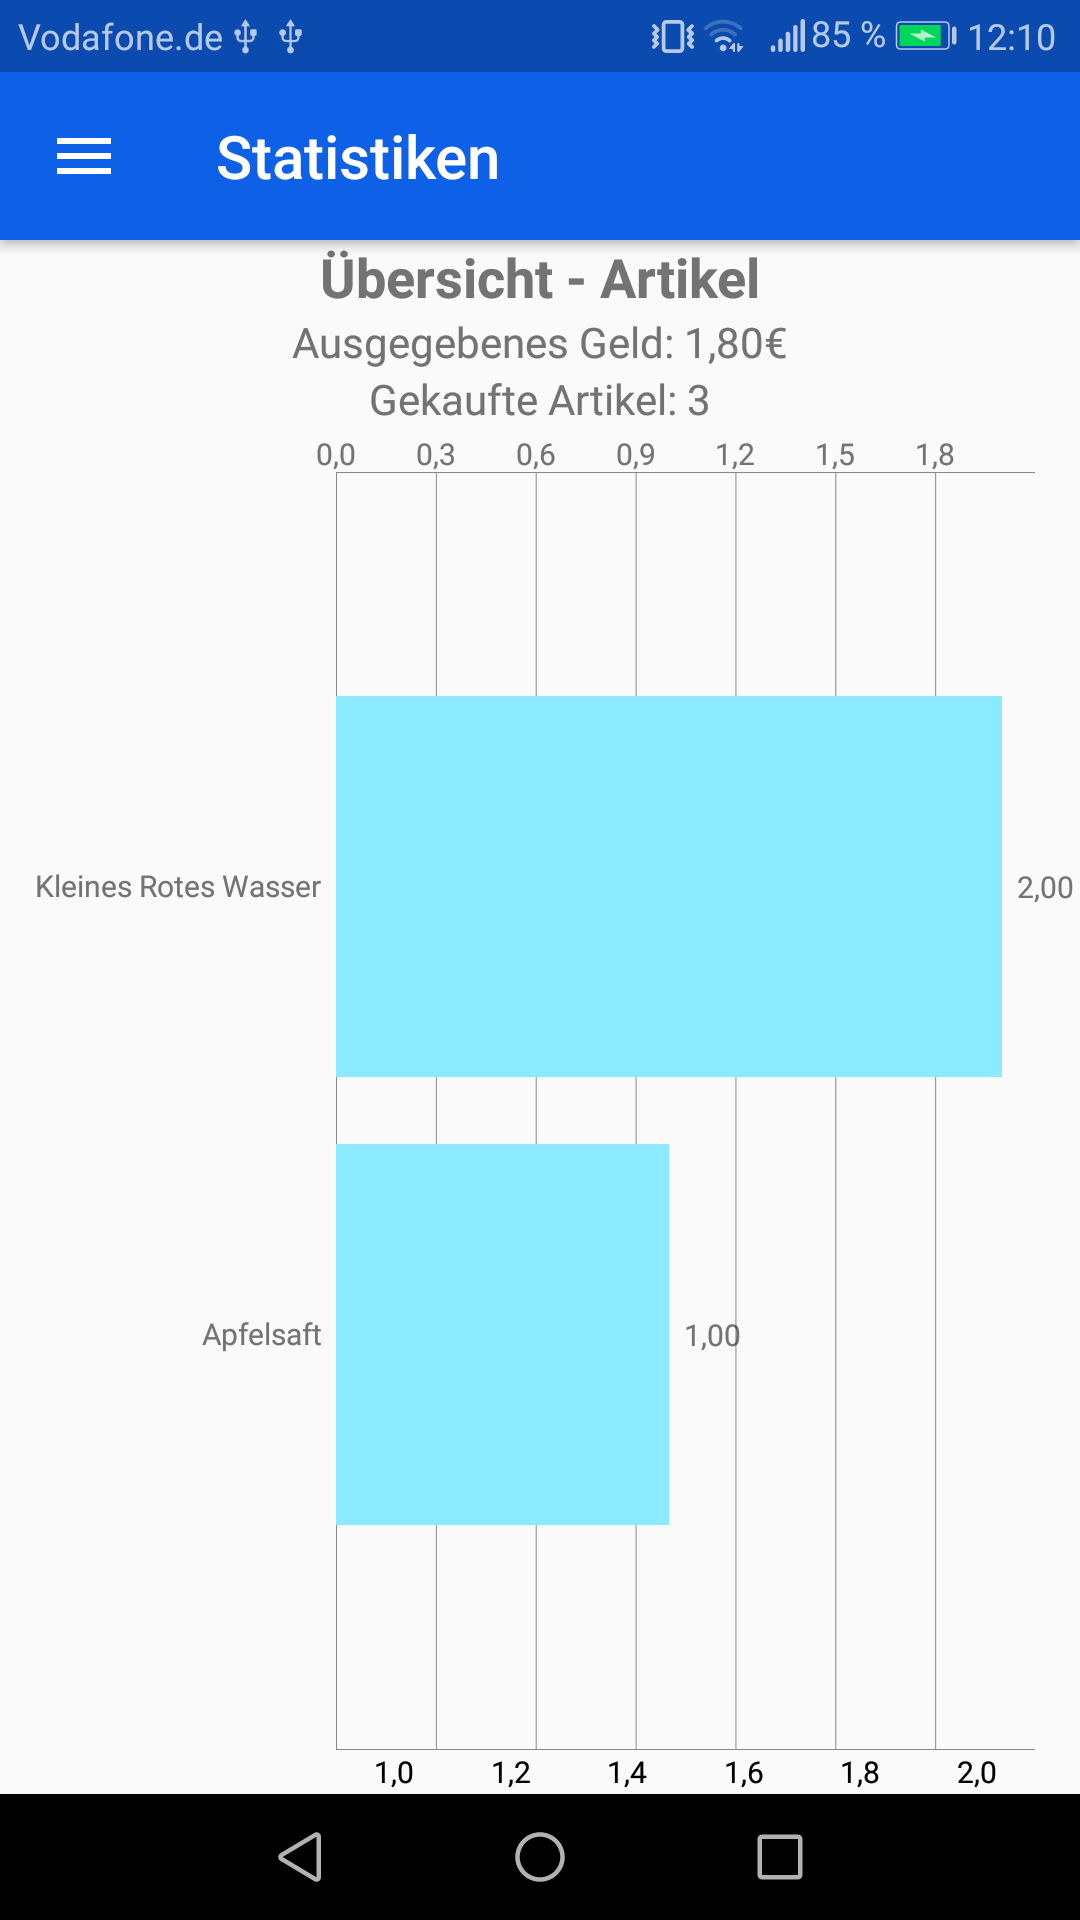 Vodafone.de 85 % 12:10
Statistiken
Übersicht - Artikel
Ausgegebenes Geld: 1,80€
Gekaufte Artikel: 3
0,0 0,3 0,6 0,9 1,2 1,5 1,8
Kleines Rotes Wasser 2,00
Apfelsaft 1,00
1,0 1,2 1,4 1,6 1,8 2,0